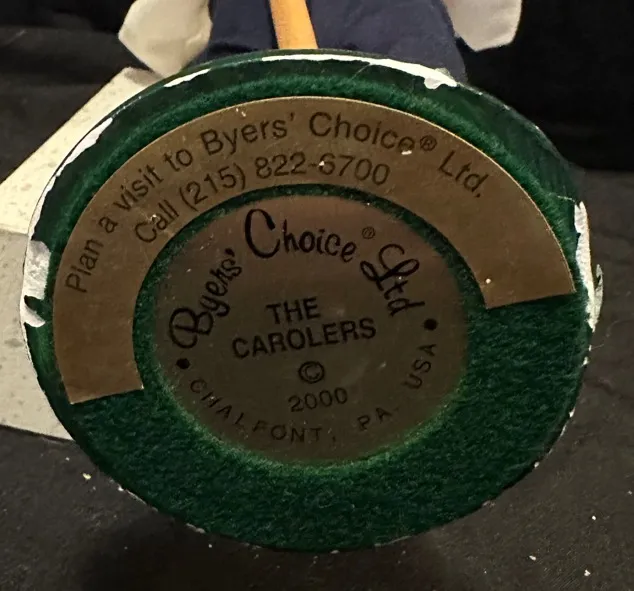 Plan a visit to Byers' Choice® Ltd.
Call (215) 822-6700
Byers' Choice® Ltd
THE
CAROLERS
©
2000
• CHALFONT, PA. USA •